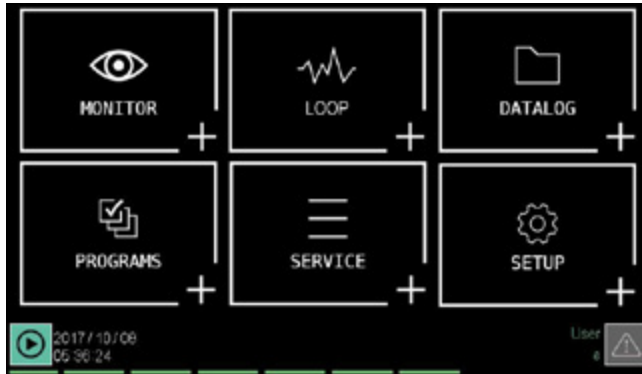 MONITOR
LOOP
DATALOG
PROGRAMS
SERVICE
SETUP
2017/10/09
05:36:24
User